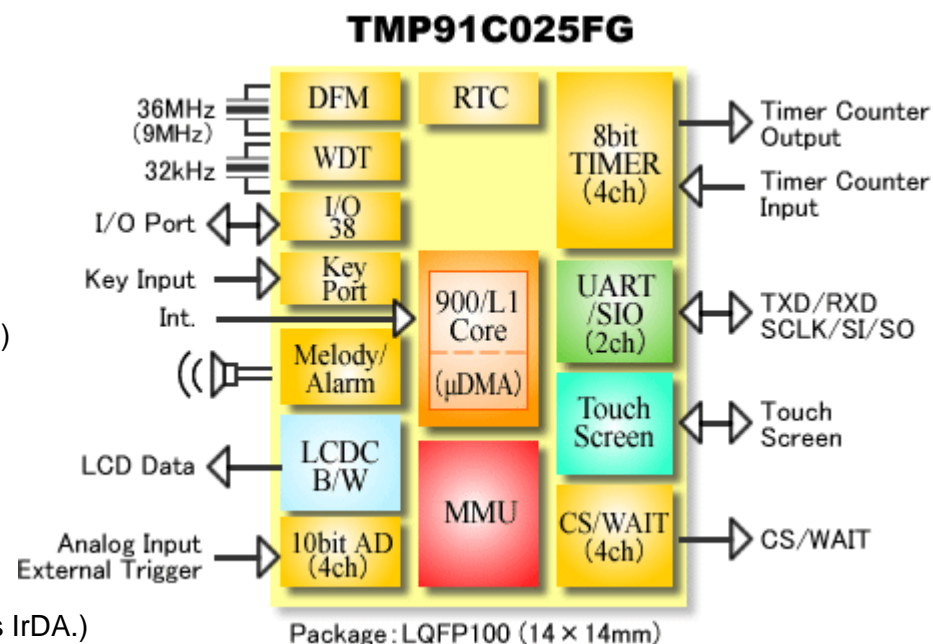 TMP91C025FG
36MHz
(9MHz)
32kHz
I/O Port
Key Input
Int.
)
LCD Data
Analog Input
External Trigger
DFM
WDT
I/O
38
Key
Port
Melody/
Alarm
LCDC
B/W
10bit AD
(4ch)
RTC
900/L1
Core
(μDMA)
MMU
8bit
TIMER
(4ch)
UART
/SIO
(2ch)
Touch
Screen
CS/WAIT
(4ch)
Timer Counter
Output
Timer Counter
Input
TXD/RXD
SCLK/SI/SO
Touch
Screen
CS/WAIT
s IrDA.)
Package:LQFP100 (14×14mm)